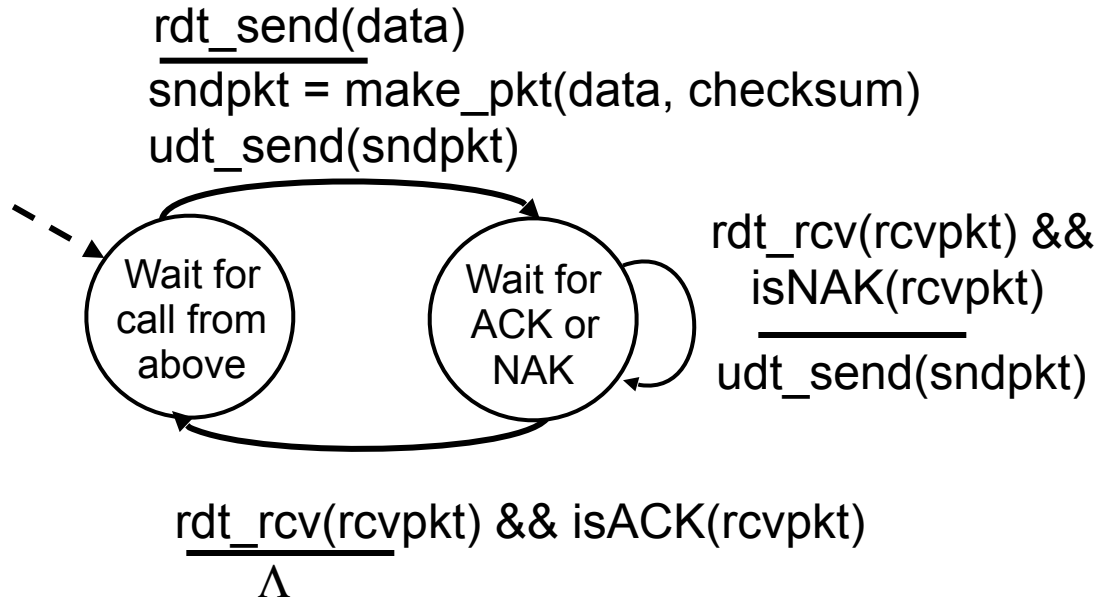 rdt_send(data)
sndpkt = make_pkt(data, checksum)
udt_send(sndpkt)
Wait for
call from
above
Wait for
ACK or
NAK
rdt_rcv(rcvpkt) &&
isNAK(rcvpkt)
udt_send(sndpkt)
rdt_rcv(rcvpkt) && isACK(rcvpkt)
Λ